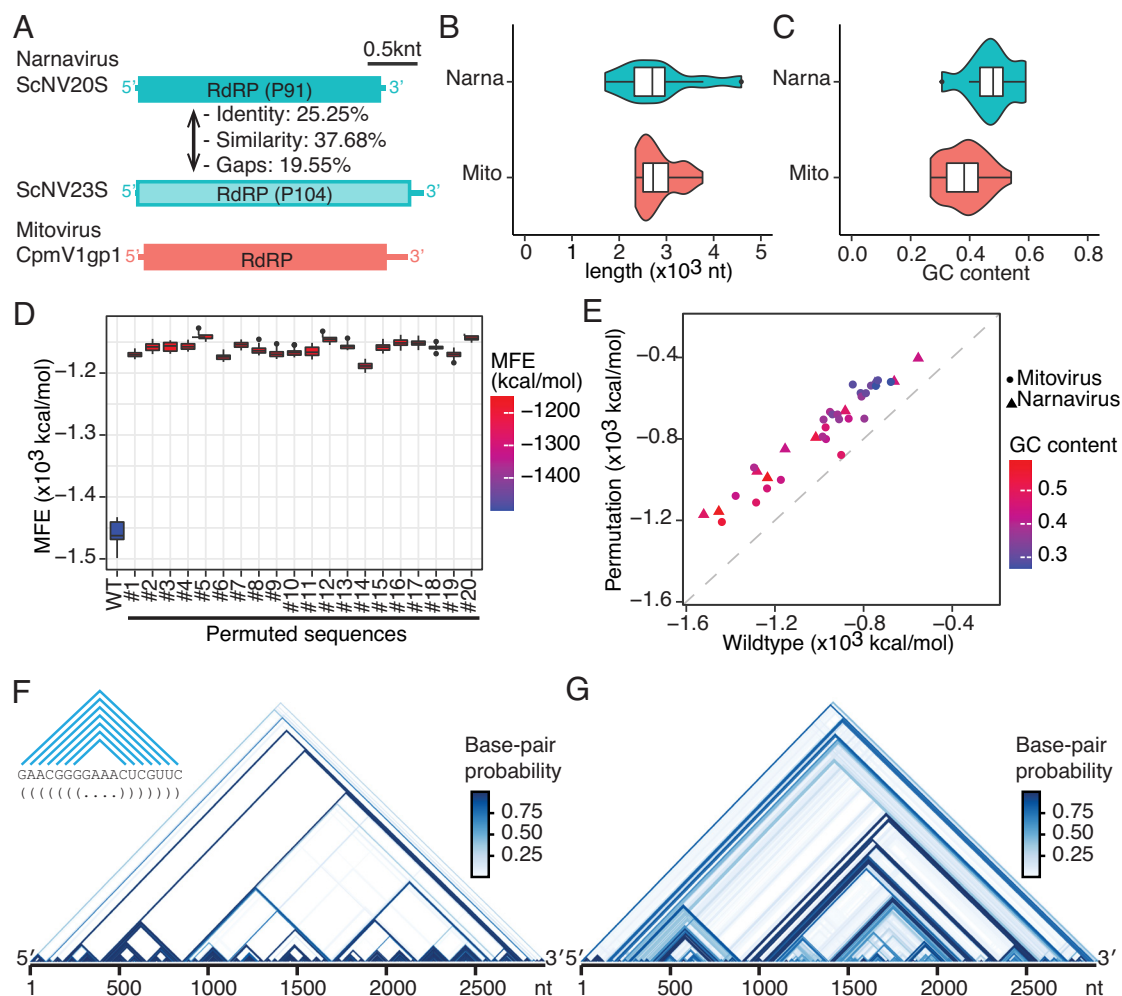 A
Narnavirus
0.5knt
ScNV20S 5' RdRP (P91) 3'
- Identity: 25.25%
- Similarity: 37.68%
- Gaps: 19.55%
ScNV23S 5' RdRP (P104) 3'
Mitovirus
CpmV1gp1 5' RdRP 3'
B
Narna
Mito
0 1 2 3 4 5
length (x10³ nt)
C
Narna
Mito
0.0 0.2 0.4 0.6 0.8
GC content
D
MFE (x10³ kcal/mol)
−1.2
−1.3
−1.4
−1.5
WT #1 #2 #3 #4 #5 #6 #7 #8 #9 #10 #11 #12 #13 #14 #15 #16 #17 #18 #19 #20
Permuted sequences
MFE
(kcal/mol)
−1200
−1300
−1400
E
Permutation (x10³ kcal/mol)
−0.4
−0.8
−1.2
−1.6
−1.6 −1.2 −0.8 −0.4
Wildtype (x10³ kcal/mol)
Mitovirus
Narnavirus
GC content
0.5
0.4
0.3
F
GAACGGGGAAACUCGUUC
(((((((....)))))))
Base-pair
probability
0.75
0.50
0.25
5′ 3′
1 500 1000 1500 2000 2500 nt
G
Base-pair
probability
0.75
0.50
0.25
5′ 3′
1 500 1000 1500 2000 2500 nt